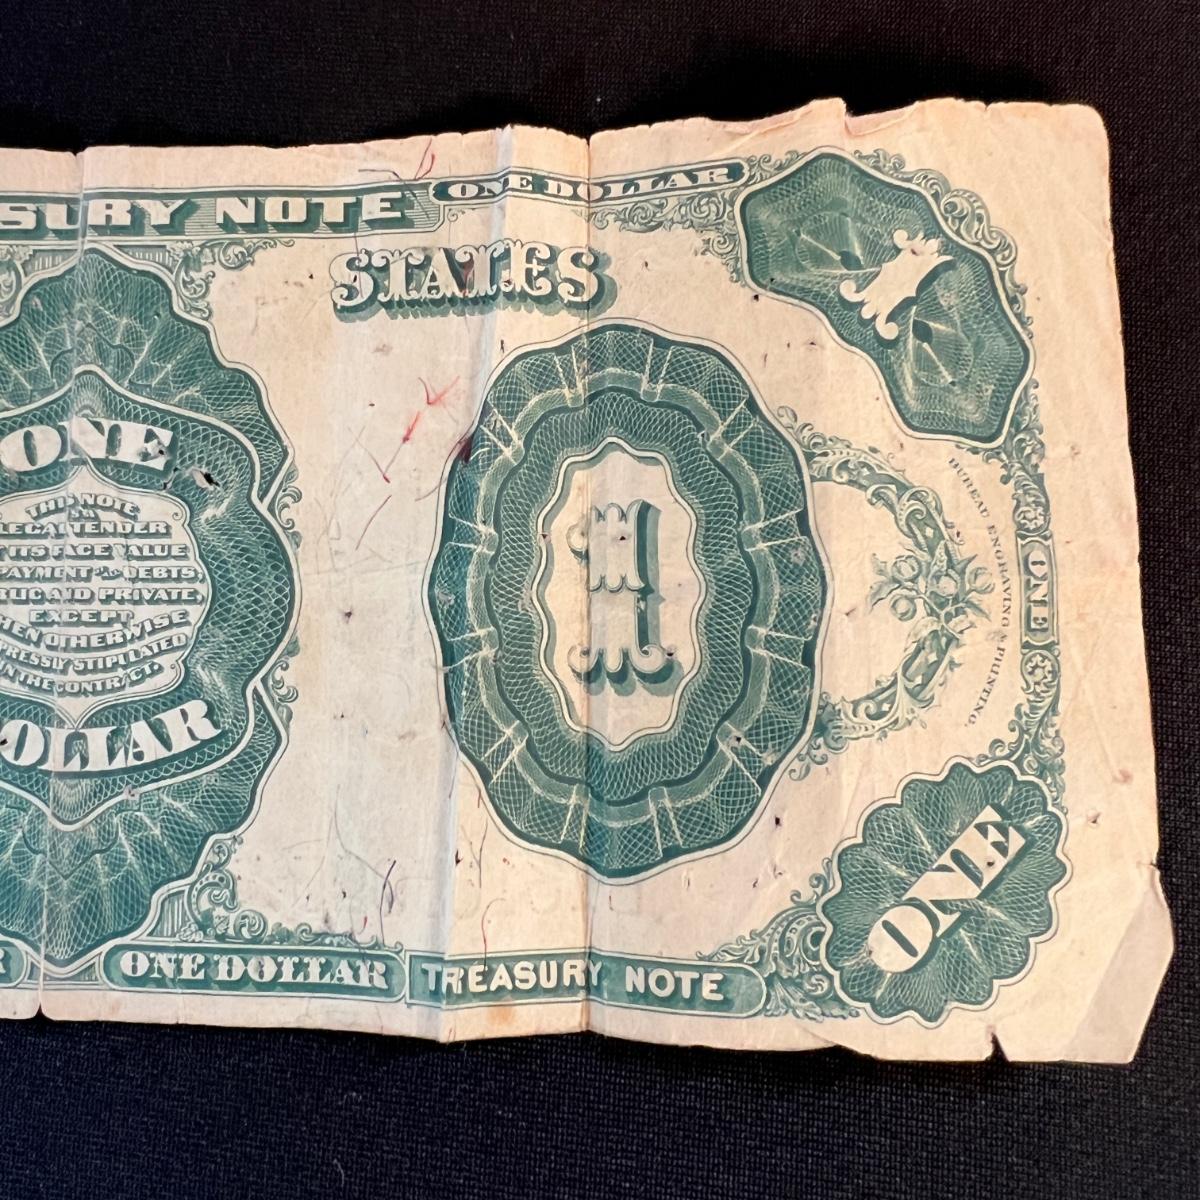 SURY NOTE
ONE DOLLAR
STATES
1
ONE
THIS NOTE
LEGAL TENDER
ITS FACE VALUE
PAYMENT OF DEBTS,
PUBLIC AND PRIVATE,
EXCEPT
WHEN OTHERWISE
EXPRESSLY STIPULATED
IN THE CONTRACT.
DOLLAR
1
BUREAU ENGRAVING & PRINTING.
ONE
ONE
ONE DOLLAR
TREASURY NOTE